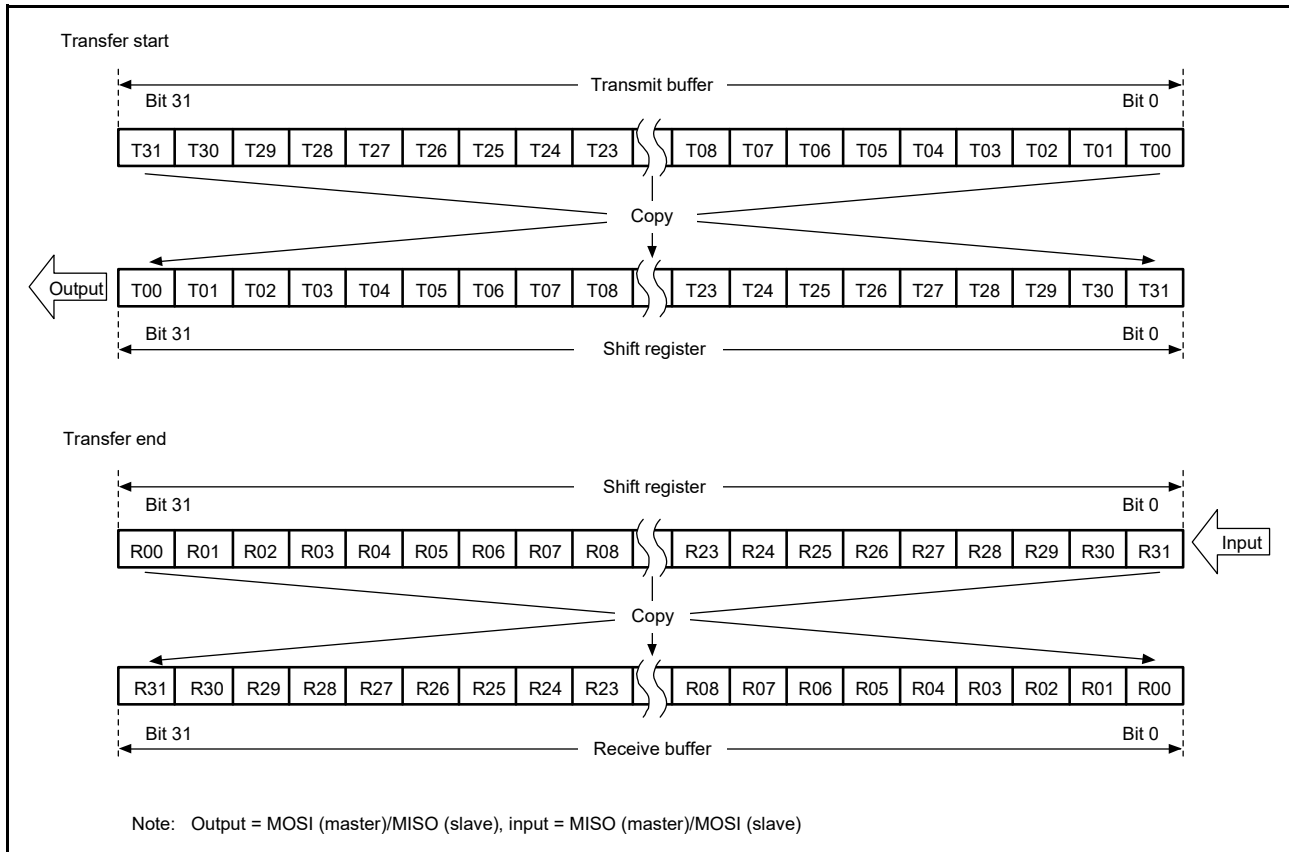 Transfer start
Transmit buffer
Bit 31 Bit 0
T31 T30 T29 T28 T27 T26 T25 T24 T23 T08 T07 T06 T05 T04 T03 T02 T01 T00
Copy
Output T00 T01 T02 T03 T04 T05 T06 T07 T08 T23 T24 T25 T26 T27 T28 T29 T30 T31
Bit 31 Bit 0
Shift register
Transfer end
Shift register
Bit 31 Bit 0
R00 R01 R02 R03 R04 R05 R06 R07 R08 R23 R24 R25 R26 R27 R28 R29 R30 R31 Input
Copy
R31 R30 R29 R28 R27 R26 R25 R24 R23 R08 R07 R06 R05 R04 R03 R02 R01 R00
Bit 31 Bit 0
Receive buffer
Note: Output = MOSI (master)/MISO (slave), input = MISO (master)/MOSI (slave)